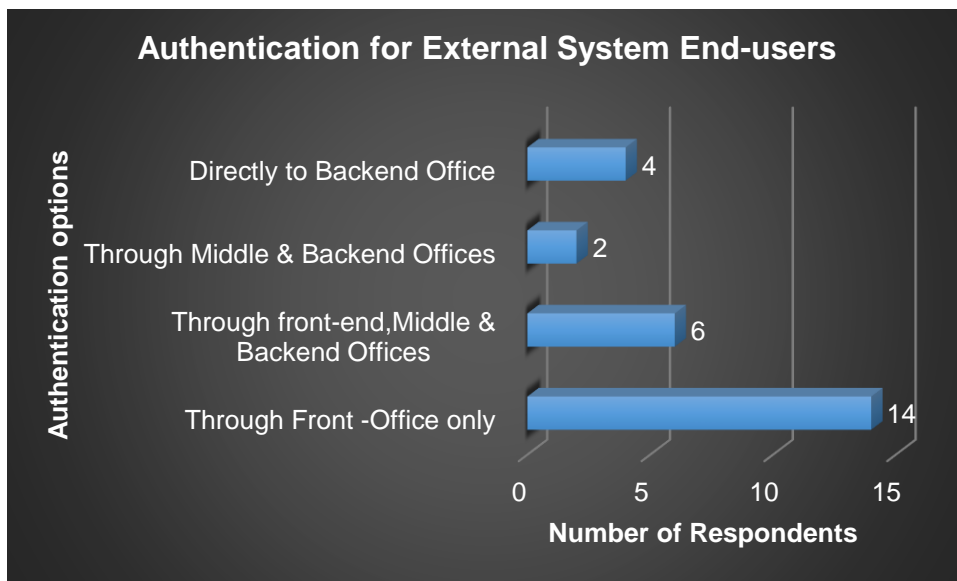 Authentication for External System End-users
Authentication options
Directly to Backend Office
4
Through Middle & Backend Offices
2
Through front-end,Middle &
Backend Offices
6
Through Front -Office only
14
0 5 10 15
Number of Respondents